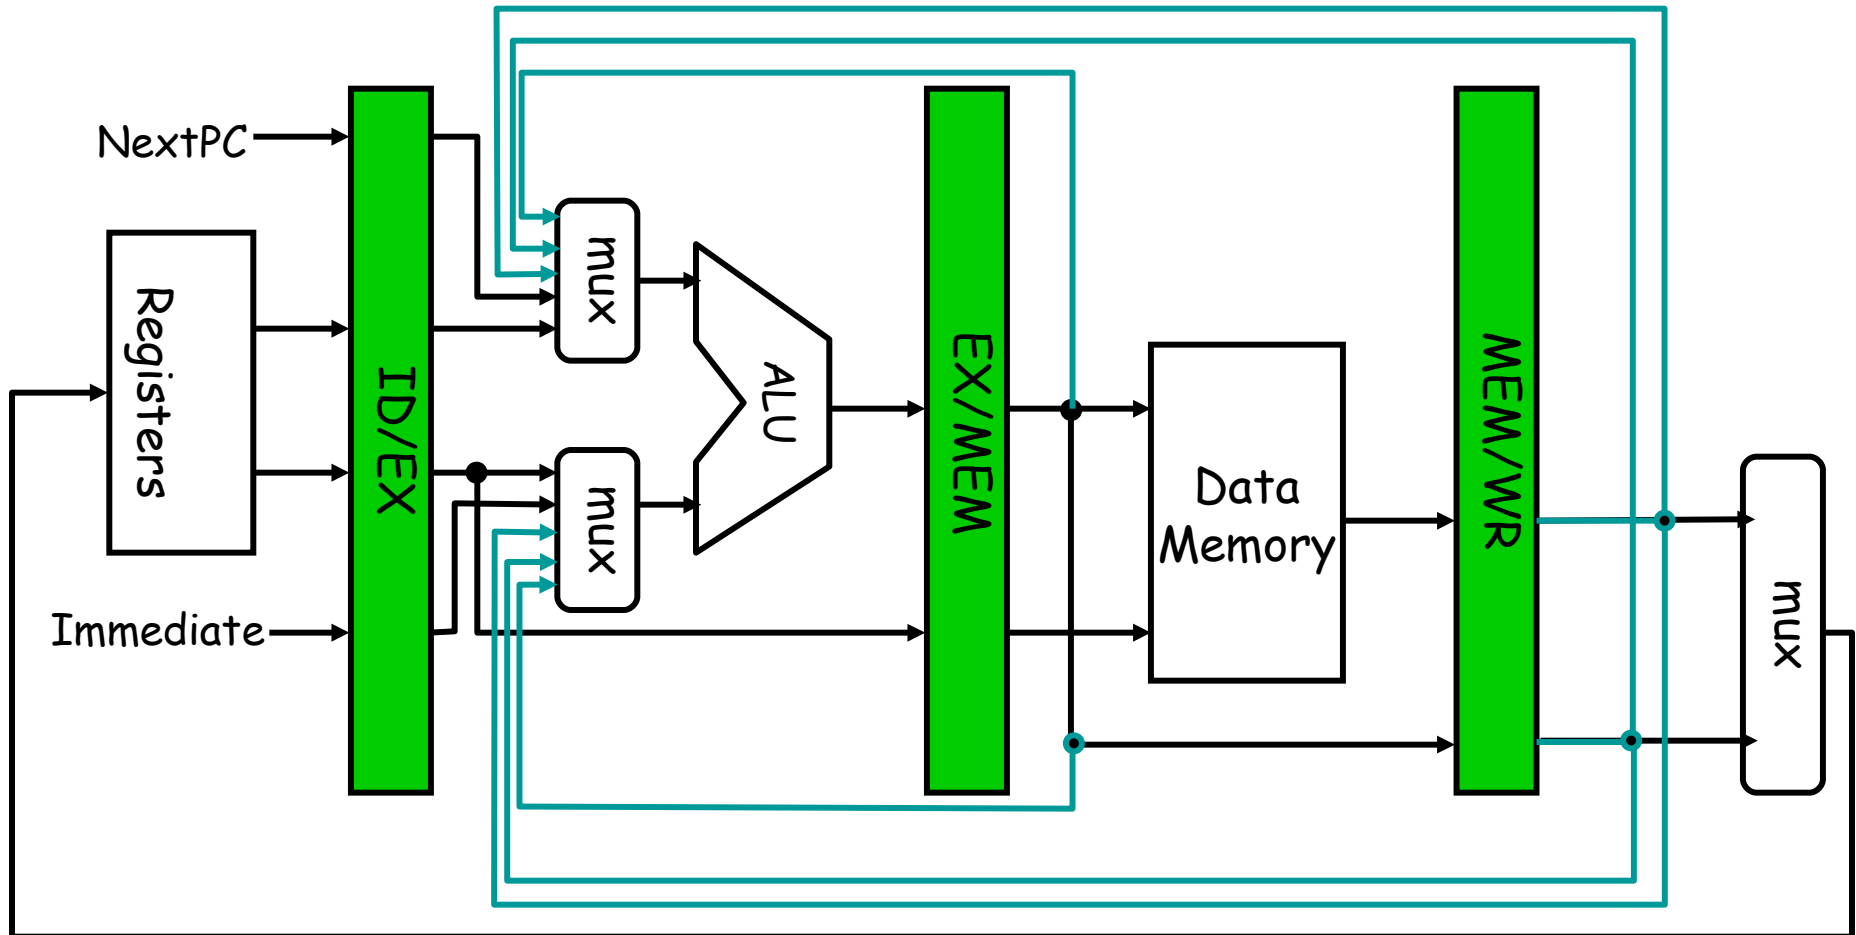 NextPC
Registers
Immediate
ID/EX
mux
mux
ALU
EX/MEM
Data
Memory
MEM/WR
mux